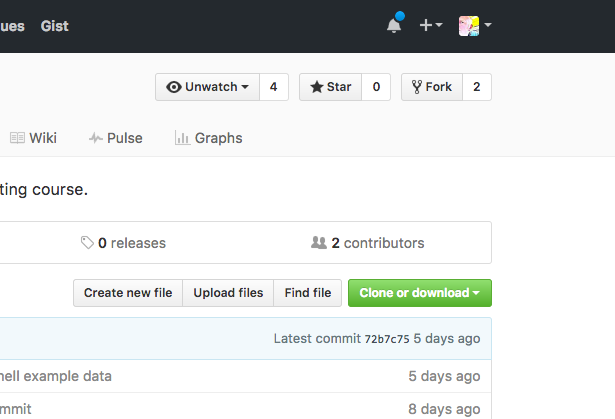 ues Gist
Unwatch 4 Star 0 Fork 2
Wiki Pulse Graphs
ting course.
0 releases 2 contributors
Create new file Upload files Find file Clone or download
Latest commit 72b7c75 5 days ago
hell example data 5 days ago
mmit 8 days ago